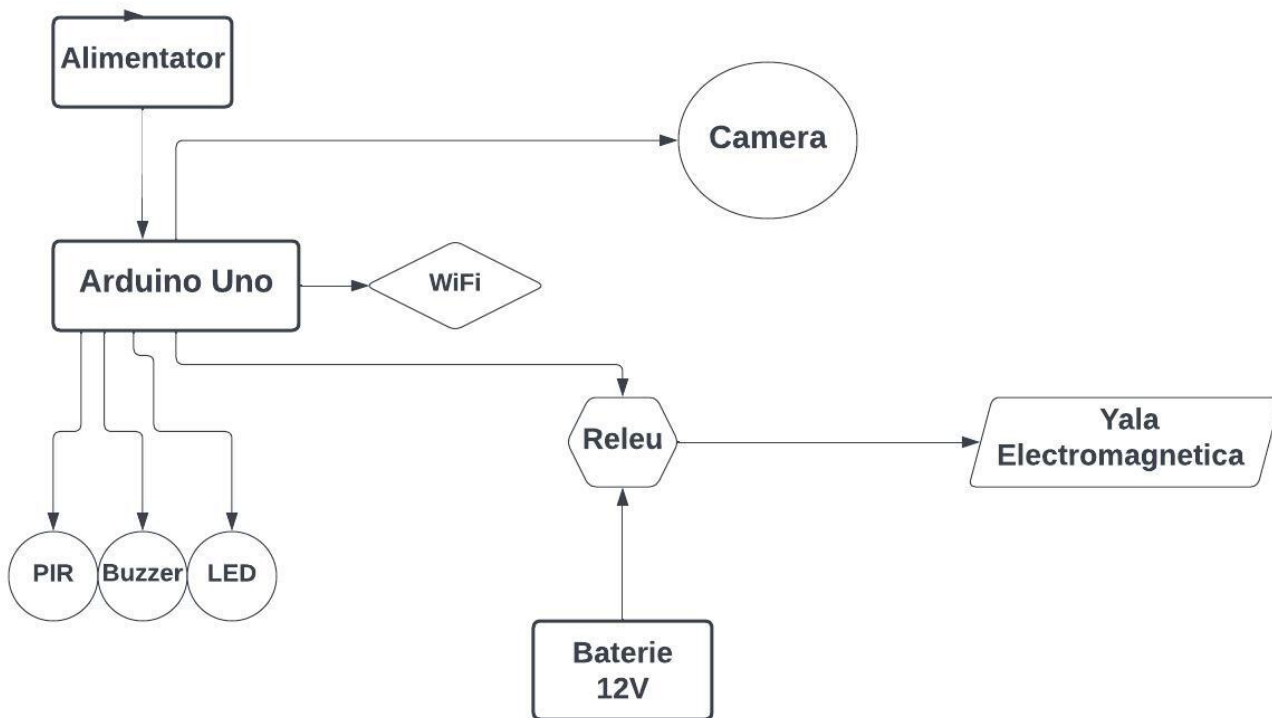 Alimentator
Camera
Arduino Uno
WiFi
Releu
Yala
Electromagnetica
PIR
Buzzer
LED
Baterie
12V